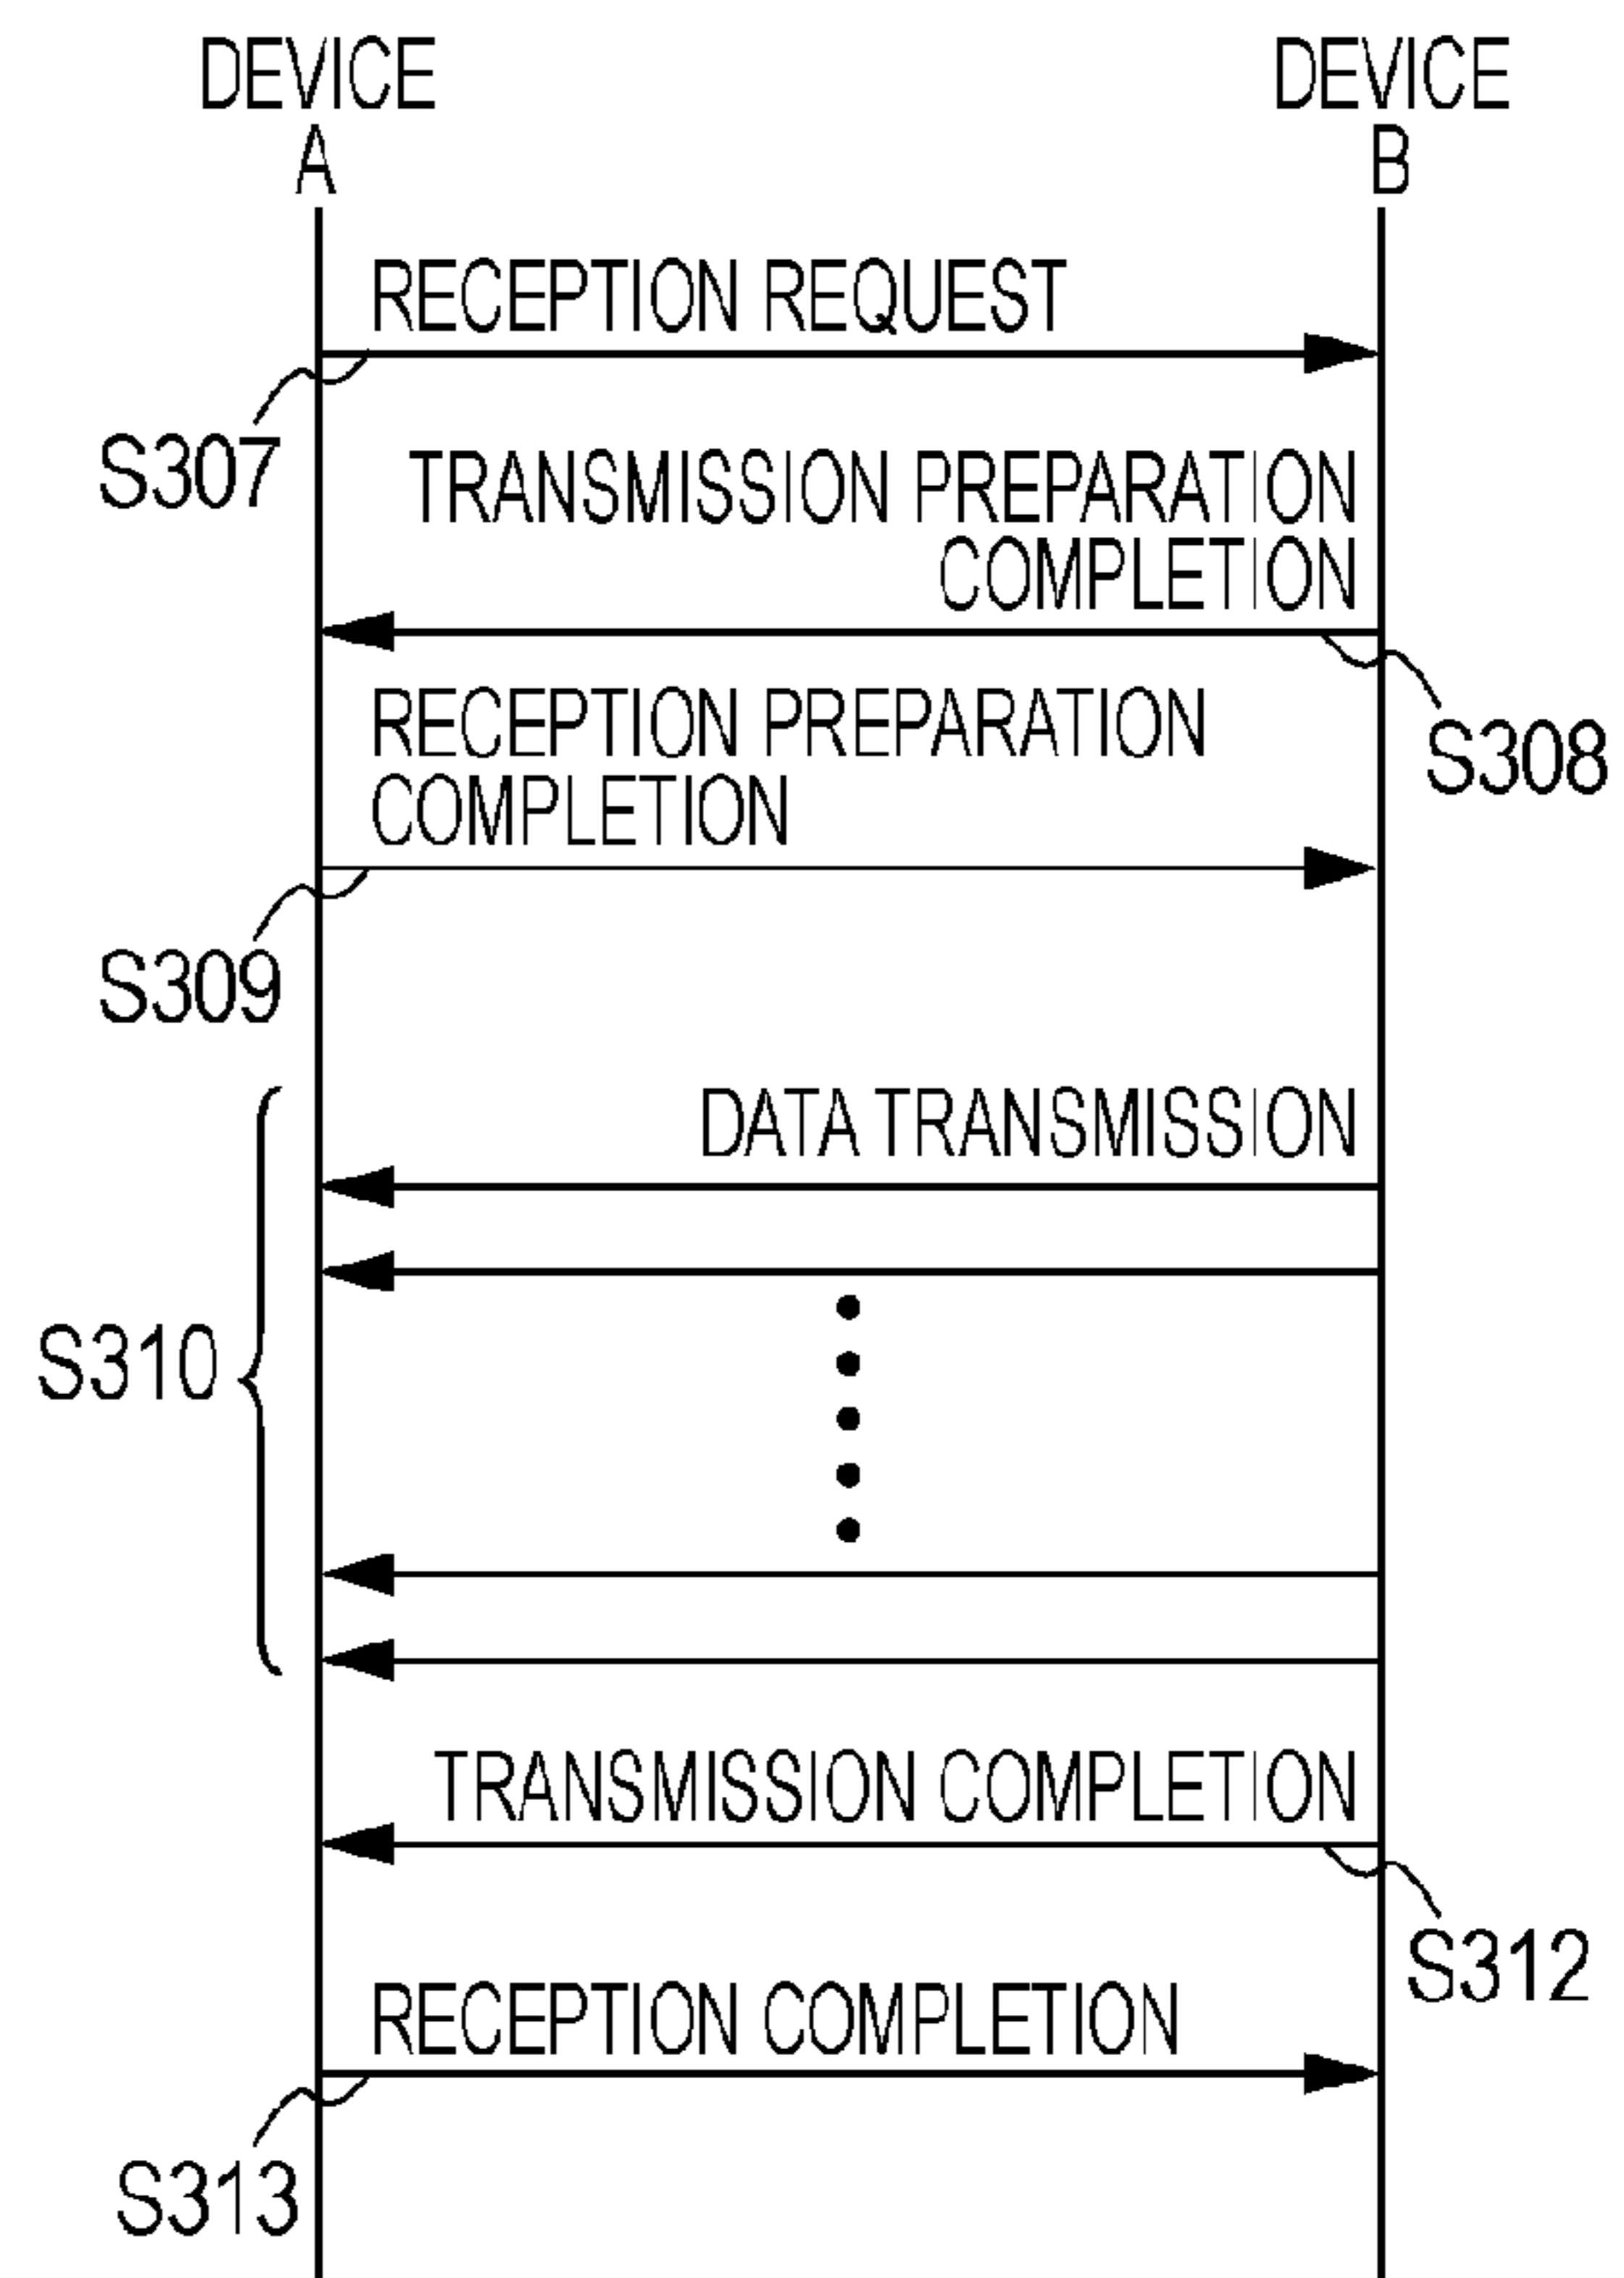 DEVICE
A
DEVICE
B
RECEPTION REQUEST
S307
TRANSMISSION PREPARATION
COMPLETION
S308
RECEPTION PREPARATION
COMPLETION
S309
DATA TRANSMISSION
S310
TRANSMISSION COMPLETION
S312
RECEPTION COMPLETION
S313